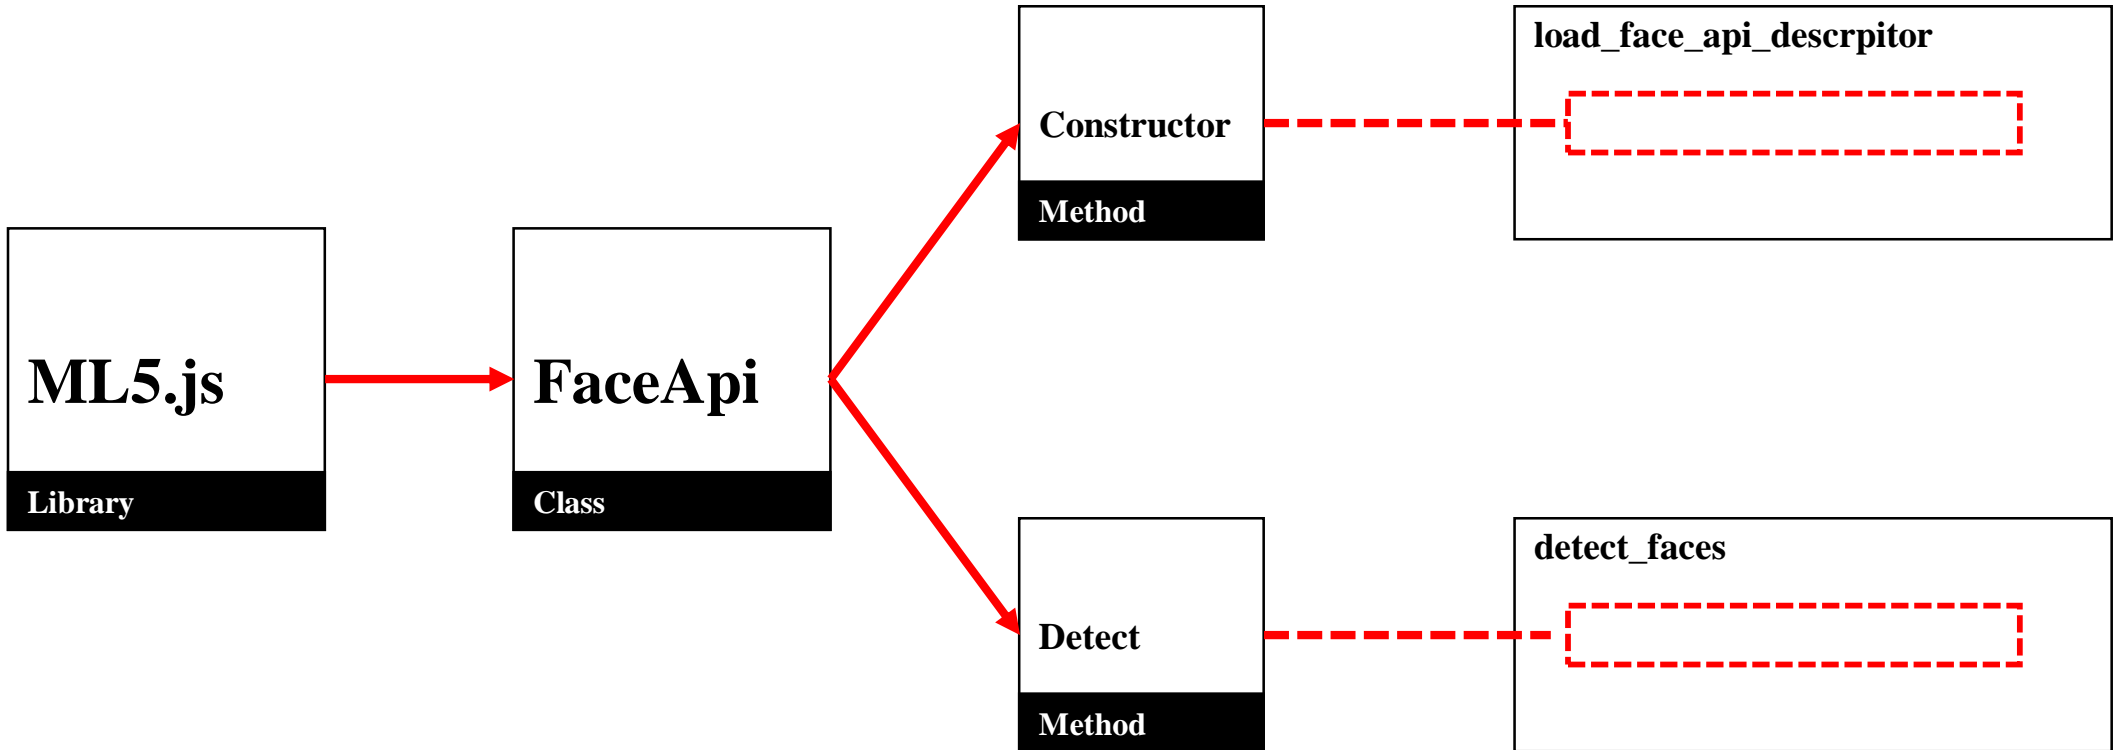 ML5.js
Library
FaceApi
Class
Constructor
Method
load_face_api_descrpitor
Detect
Method
detect_faces